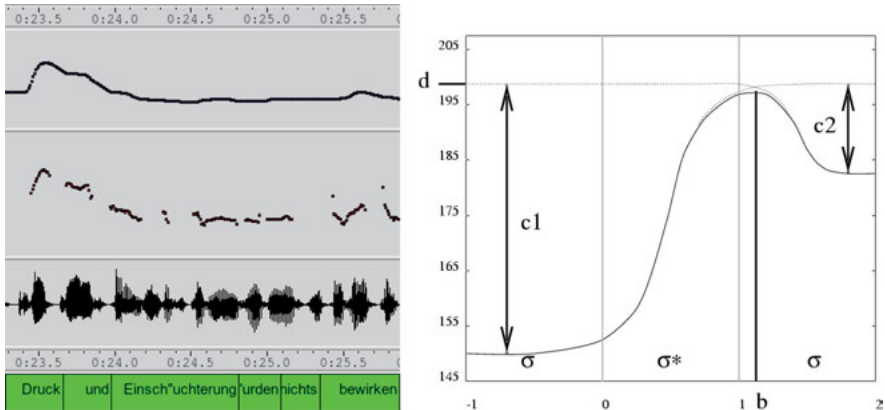 0:23.5 0:24.0 0:24.5 0:25.0 0:25.5
0:23.5 0:24.0 0:24.5 0:25.0 0:25.5
Druck und Einsch"uchterung 'urden nichts bewirken
205
d
195
c2
185
175
c1
165
155
σ σ* σ
145
-1 0 1 b 2